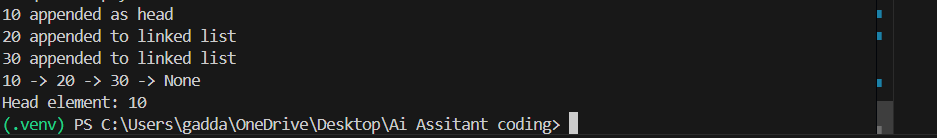 10 appended as head
20 appended to linked list
30 appended to linked list
10 -> 20 -> 30 -> None
Head element: 10
(.venv) PS C:\Users\gadda\OneDrive\Desktop\Ai Assitant coding>